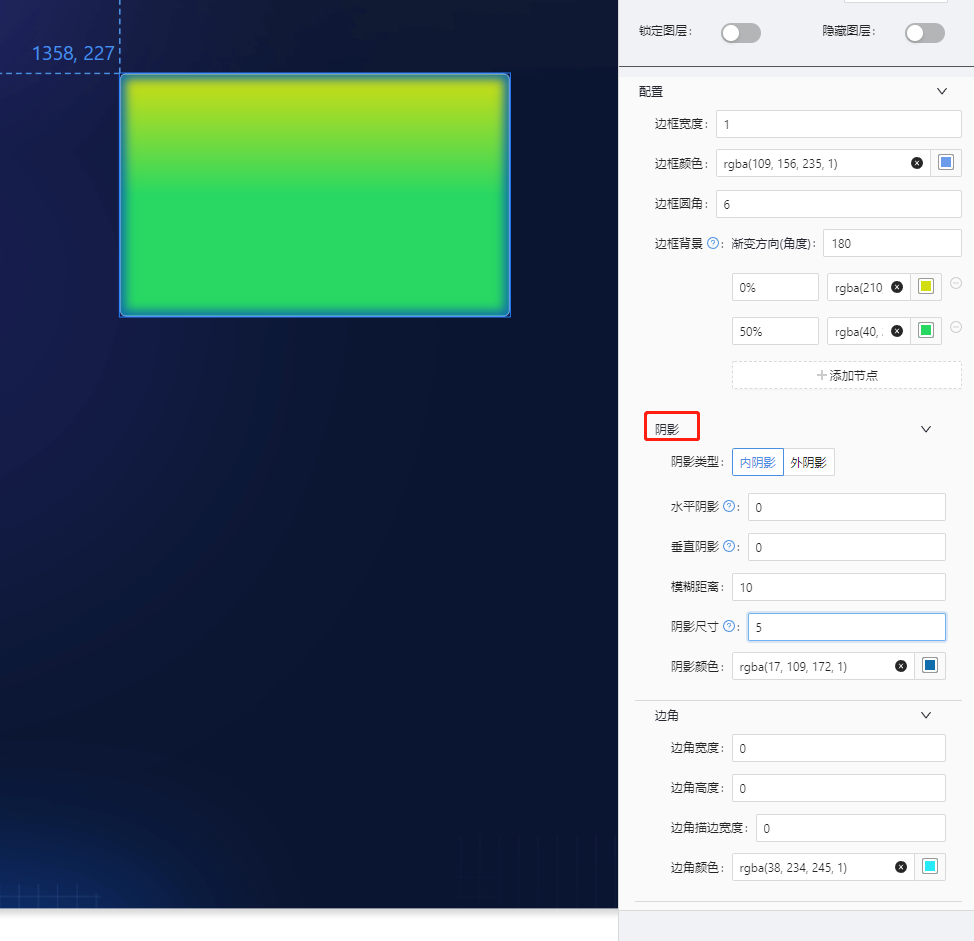 锁定图层:
隐藏图层:
1358, 227
配置
边框宽度: 1
边框颜色: rgba(109, 156, 235, 1)
边框圆角: 6
边框背景 ?: 渐变方向(角度): 180
0% rgba(210
50% rgba(40,
+添加节点
阴影
阴影类型: 内阴影 外阴影
水平阴影 ?: 0
垂直阴影 ?: 0
模糊距离: 10
阴影尺寸 ?: 5
阴影颜色: rgba(17, 109, 172, 1)
边角
边角宽度: 0
边角高度: 0
边角描边宽度: 0
边角颜色: rgba(38, 234, 245, 1)